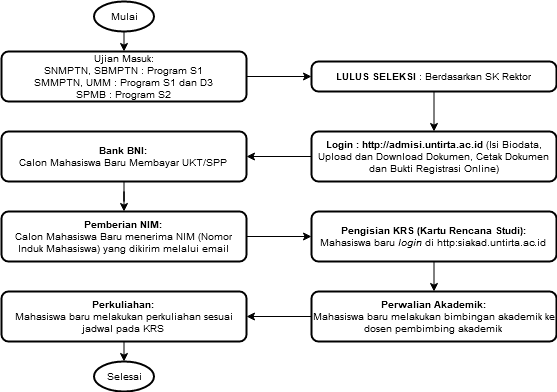 Mulai
Ujian Masuk:
SNMPTN, SBMPTN : Program S1
SMMPTN, UMM : Program S1 dan D3
SPMB : Program S2
LULUS SELEKSI : Berdasarkan SK Rektor
Login : http://admisi.untirta.ac.id (Isi Biodata,
Upload dan Download Dokumen, Cetak Dokumen
dan Bukti Registrasi Online)
Bank BNI:
Calon Mahasiswa Baru Membayar UKT/SPP
Pemberian NIM:
Calon Mahasiswa Baru menerima NIM (Nomor
Induk Mahasiswa) yang dikirim melalui email
Pengisian KRS (Kartu Rencana Studi):
Mahasiswa baru login di http:siakad.untirta.ac.id
Perwalian Akademik:
Mahasiswa baru melakukan bimbingan akademik ke
dosen pembimbing akademik
Perkuliahan:
Mahasiswa baru melakukan perkuliahan sesuai
jadwal pada KRS
Selesai